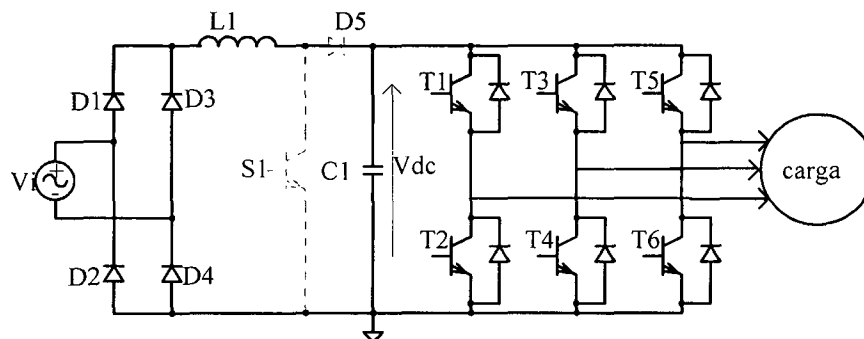 L1
D5
D1
D3
T1
T3
T5
Vi
+
-
S1
C1
Vdc
carga
D2
D4
T2
T4
T6